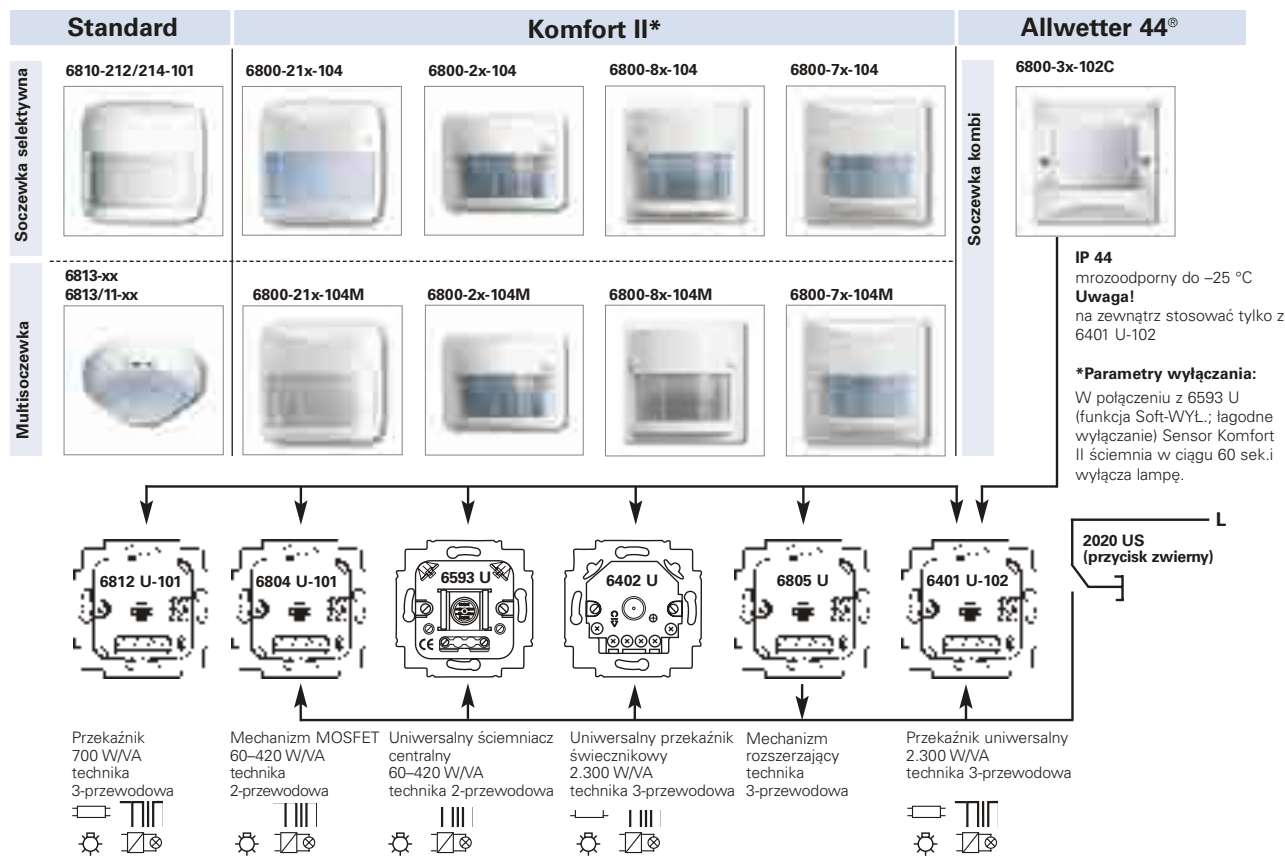 Standard
Komfort II*
Allwetter 44®
Soczewka selektywna
6810-212/214-101
6800-21x-104
6800-2x-104
6800-8x-104
6800-7x-104
Soczewka kombi
6800-3x-102C
Multisoczewka
6813-xx
6813/11-xx
6800-21x-104M
6800-2x-104M
6800-8x-104M
6800-7x-104M
IP 44
mrozoodporny do –25 °C
Uwaga!
na zewnątrz stosować tylko z
6401 U-102
*Parametry wyłączania:
W połączeniu z 6593 U
(funkcja Soft-WYŁ.; łagodne
wyłączanie) Sensor Komfort
II ściemnia w ciągu 60 sek.i
wyłącza lampę.
L
2020 US
(przycisk zwierny)
6812 U-101
6804 U-101
6593 U
6402 U
6805 U
6401 U-102
Przekaźnik
700 W/VA
technika
3-przewodowa
Mechanizm MOSFET
60–420 W/VA
technika
2-przewodowa
Uniwersalny ściemniacz
centralny
60–420 W/VA
technika 2-przewodowa
Uniwersalny przekaźnik
świecznikowy
2.300 W/VA
technika 3-przewodowa
Mechanizm
rozszerzający
technika
3-przewodowa
Przekaźnik uniwersalny
2.300 W/VA
technika 3-przewodowa